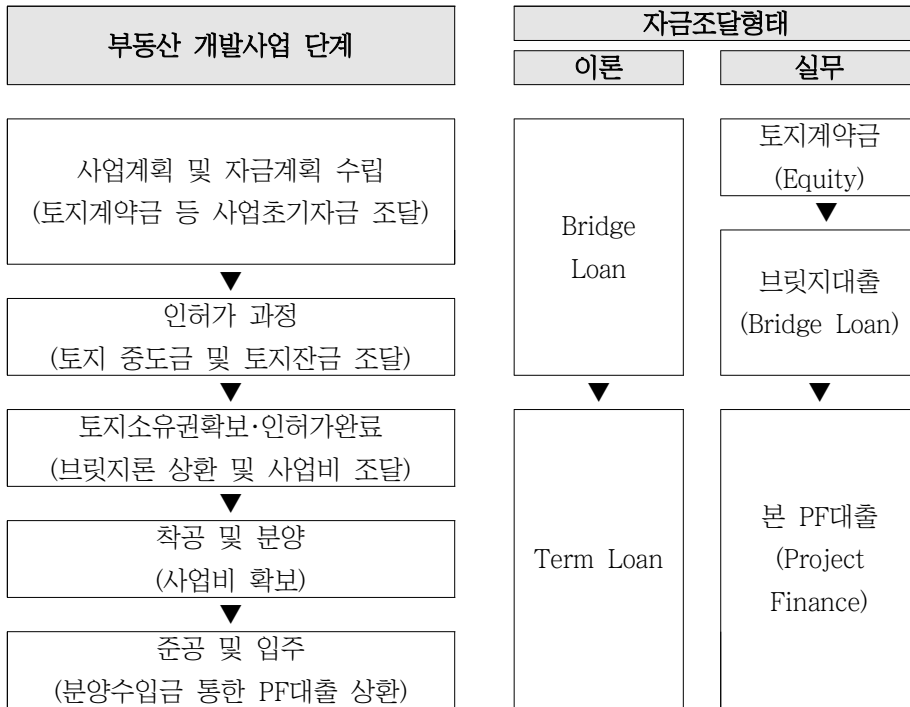 부동산 개발사업 단계
자금조달형태
이론
실무
사업계획 및 자금계획 수립
(토지계약금 등 사업초기자금 조달)
▼
인허가 과정
(토지 중도금 및 토지잔금 조달)
▼
토지소유권확보·인허가완료
(브릿지론 상환 및 사업비 조달)
▼
착공 및 분양
(사업비 확보)
▼
준공 및 입주
(분양수입금 통한 PF대출 상환)
Bridge
Loan
▼
Term Loan
토지계약금
(Equity)
▼
브릿지대출
(Bridge Loan)
▼
본 PF대출
(Project
Finance)